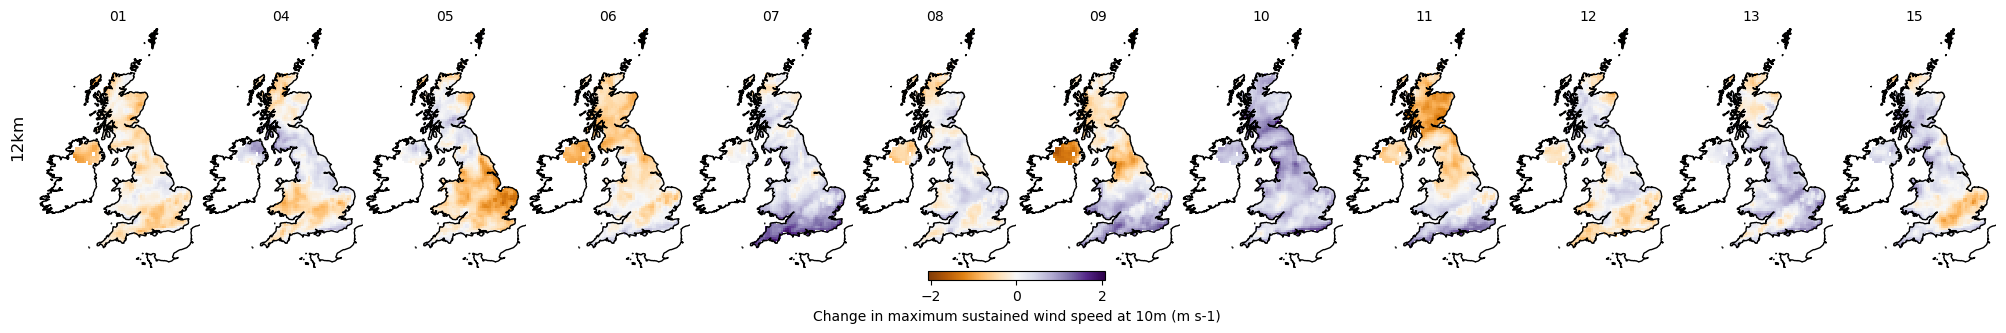 01 04 05 06 07 08 09 10 11 12 13 15
12km
−2 0 2
Change in maximum sustained wind speed at 10m (m s-1)